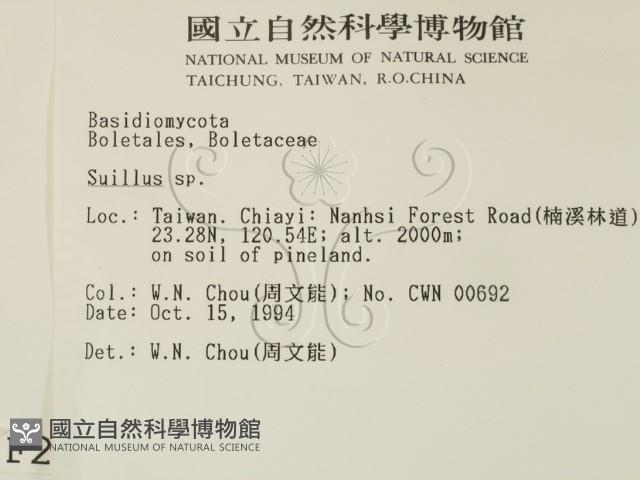 國立自然科學博物館
NATIONAL MUSEUM OF NATURAL SCIENCE
TAICHUNG, TAIWAN, R.O.CHINA
Basidiomycota
Boletales, Boletaceae
Suillus sp.
Loc.: Taiwan. Chiayi: Nanhsi Forest Road(楠溪林道)
23.28N, 120.54E; alt. 2000m;
on soil of pineland.
Col.: W.N. Chou(周文能); No. CWN 00692
Date: Oct. 15, 1994
Det.: W.N. Chou(周文能)
國立自然科學博物館
NATIONAL MUSEUM OF NATURAL SCIENCE